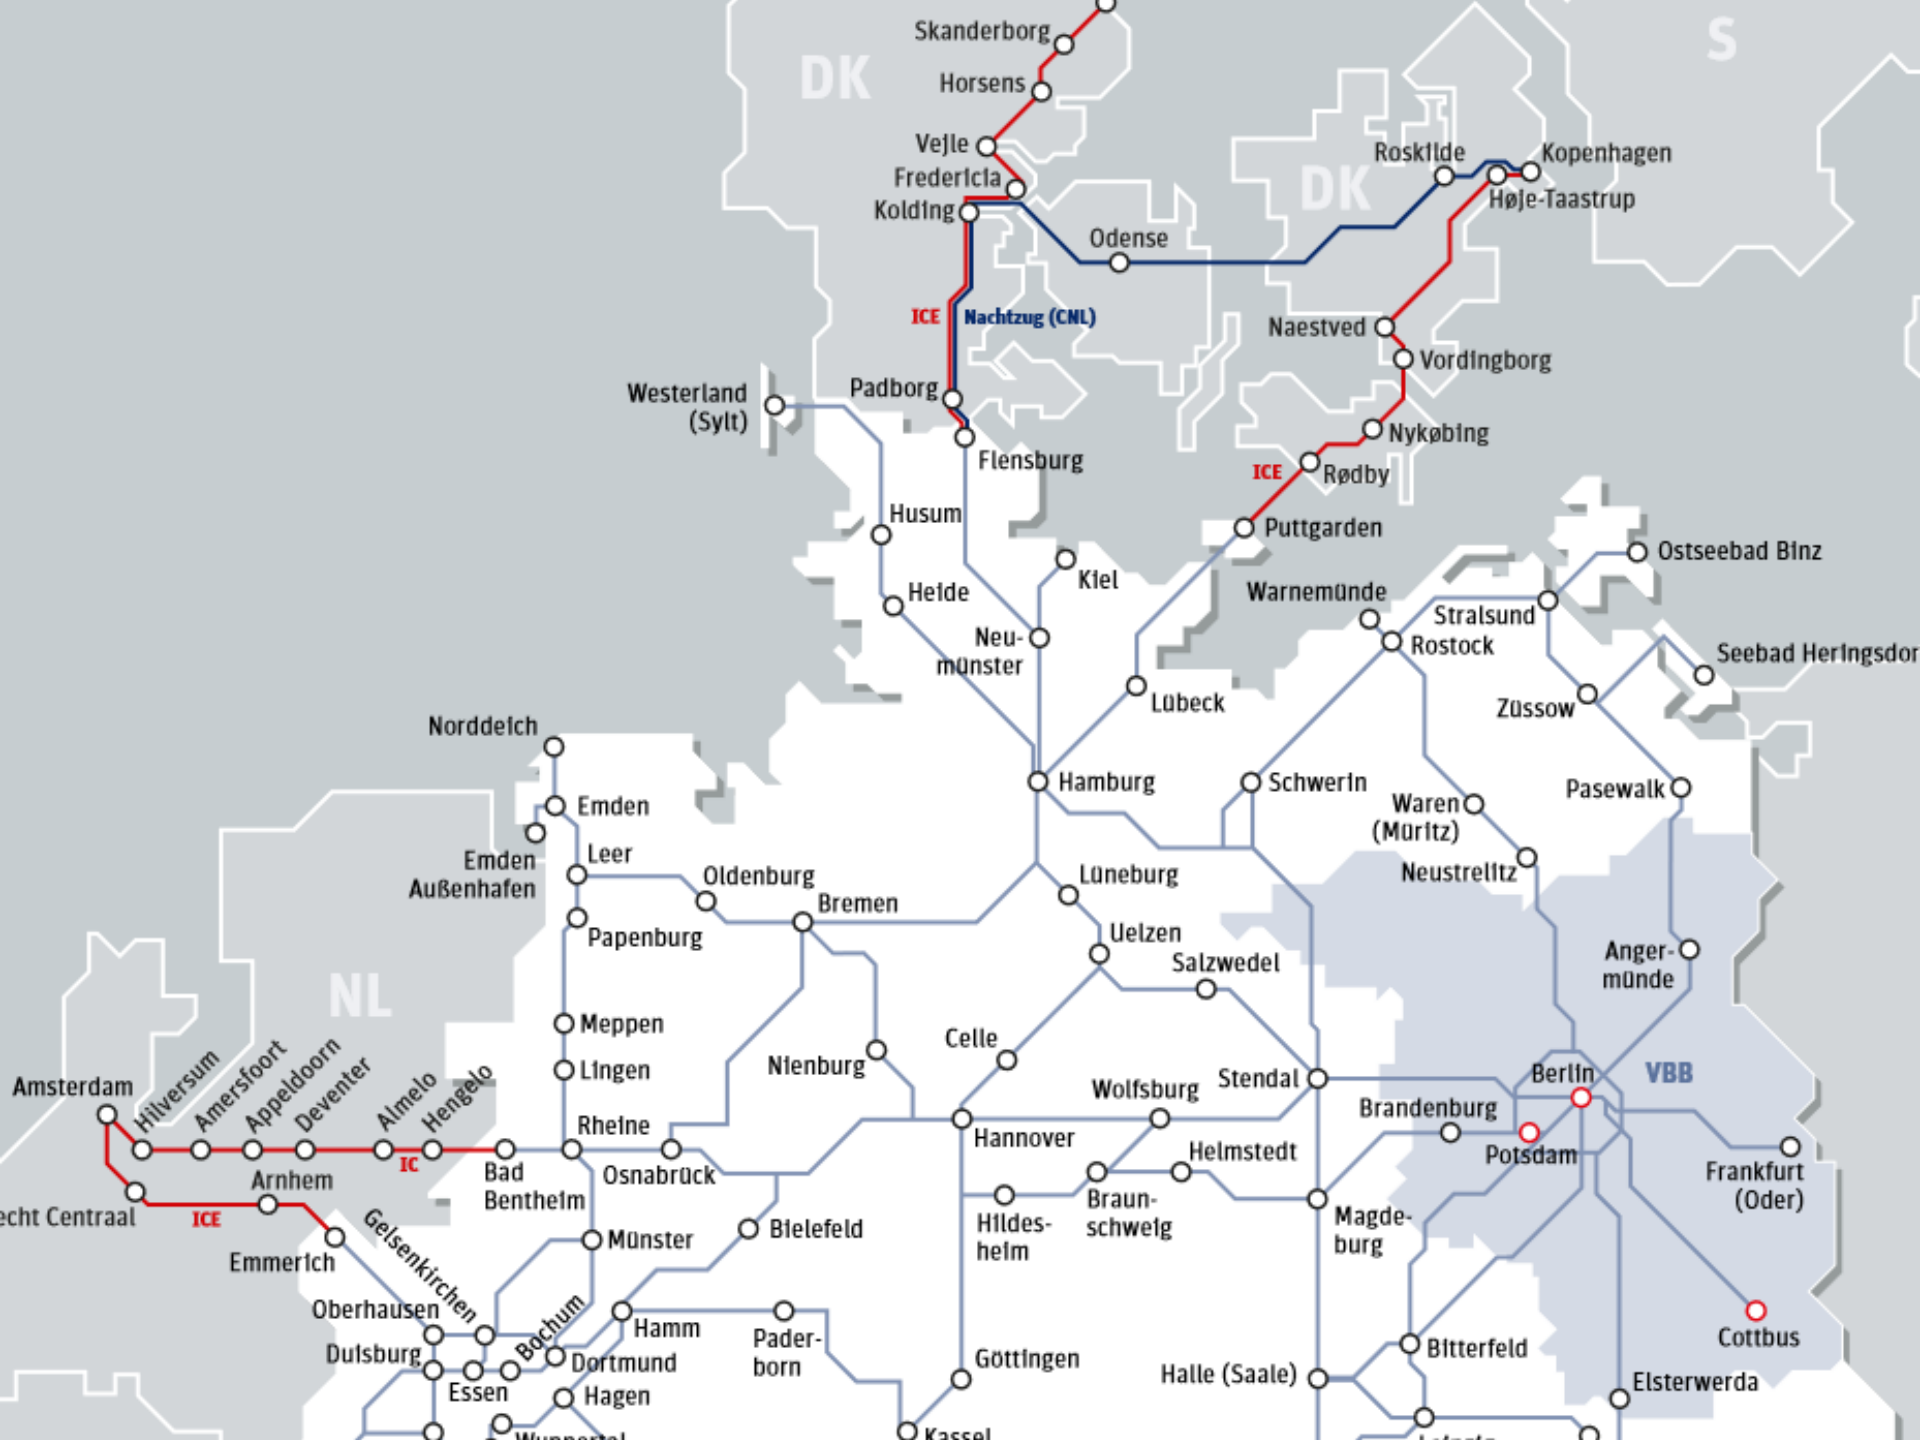 Skanderborg
DK
S
Horsens
Vejle
Fredericia
Kolding
Odense
DK
Roskilde
Kopenhagen
Høje-Taastrup
ICE
Nachtzug (CNL)
Naestved
Vordingborg
Padborg
Westerland
(Sylt)
Flensburg
Nykøbing
ICE
Rødby
Puttgarden
Husum
Ostseebad Binz
Kiel
Heide
Warnemünde
Stralsund
Rostock
Neu-
münster
Seebad Heringsdor
Lübeck
Züssow
Norddeich
Hamburg
Schwerin
Pasewalk
Waren
(Müritz)
Emden
Emden
Außenhafen
Leer
Oldenburg
Bremen
Lüneburg
Neustrelitz
Papenburg
Uelzen
Salzwedel
Anger-
münde
NL
Meppen
Lingen
Nienburg
Celle
Wolfsburg
Stendal
Berlin
VBB
Amsterdam
Hilversum
Amersfoort
Appeldoorn
Deventer
Almelo
Hengelo
IC
Bad
Bentheim
Rheine
Osnabrück
Hannover
Brandenburg
Potsdam
Helmstedt
Frankfurt
(Oder)
echt Centraal
ICE
Arnhem
Emmerich
Gelsenkirchen
Münster
Bielefeld
Hildes-
heim
Braun-
schweig
Magde-
burg
Oberhausen
Duisburg
Essen
Bochum
Dortmund
Hamm
Pader-
born
Göttingen
Halle (Saale)
Bitterfeld
Cottbus
Elsterwerda
Hagen
Wuppertal
Kassel
Leipzig